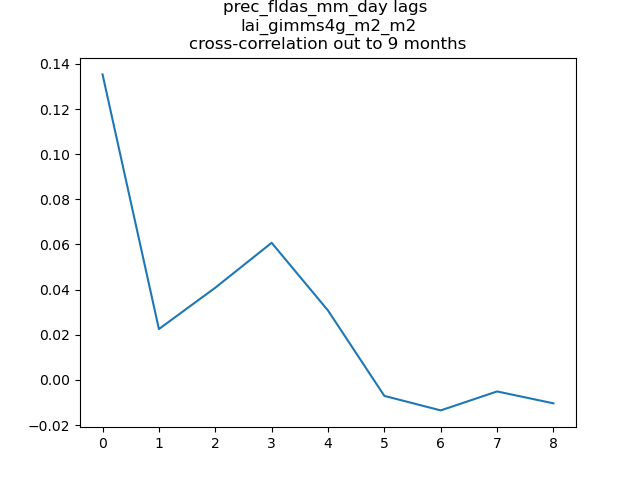 prec_fldas_mm_day lags
lai_gimms4g_m2_m2
cross-correlation out to 9 months
0.14
0.12
0.10
0.08
0.06
0.04
0.02
0.00
−0.02
0 1 2 3 4 5 6 7 8